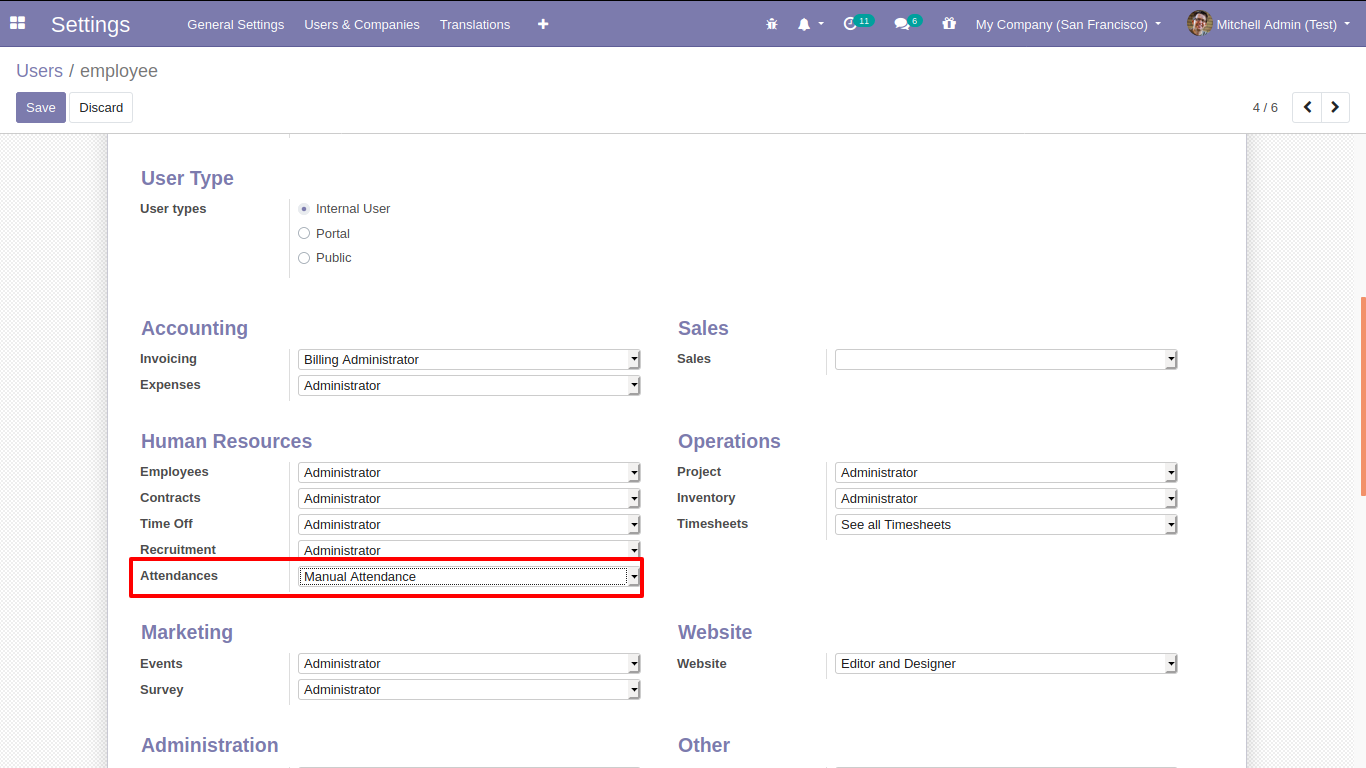 Settings General Settings Users & Companies Translations 11 6 My Company (San Francisco) Mitchell Admin (Test)
Users / employee
Save Discard 4 / 6
User Type
User types Internal User
Portal
Public
Accounting Sales
Invoicing Billing Administrator Sales
Expenses Administrator
Human Resources Operations
Employees Administrator Project Administrator
Contracts Administrator Inventory Administrator
Time Off Administrator Timesheets See all Timesheets
Recruitment Administrator
Attendances Manual Attendance
Marketing Website
Events Administrator Website Editor and Designer
Survey Administrator
Administration Other